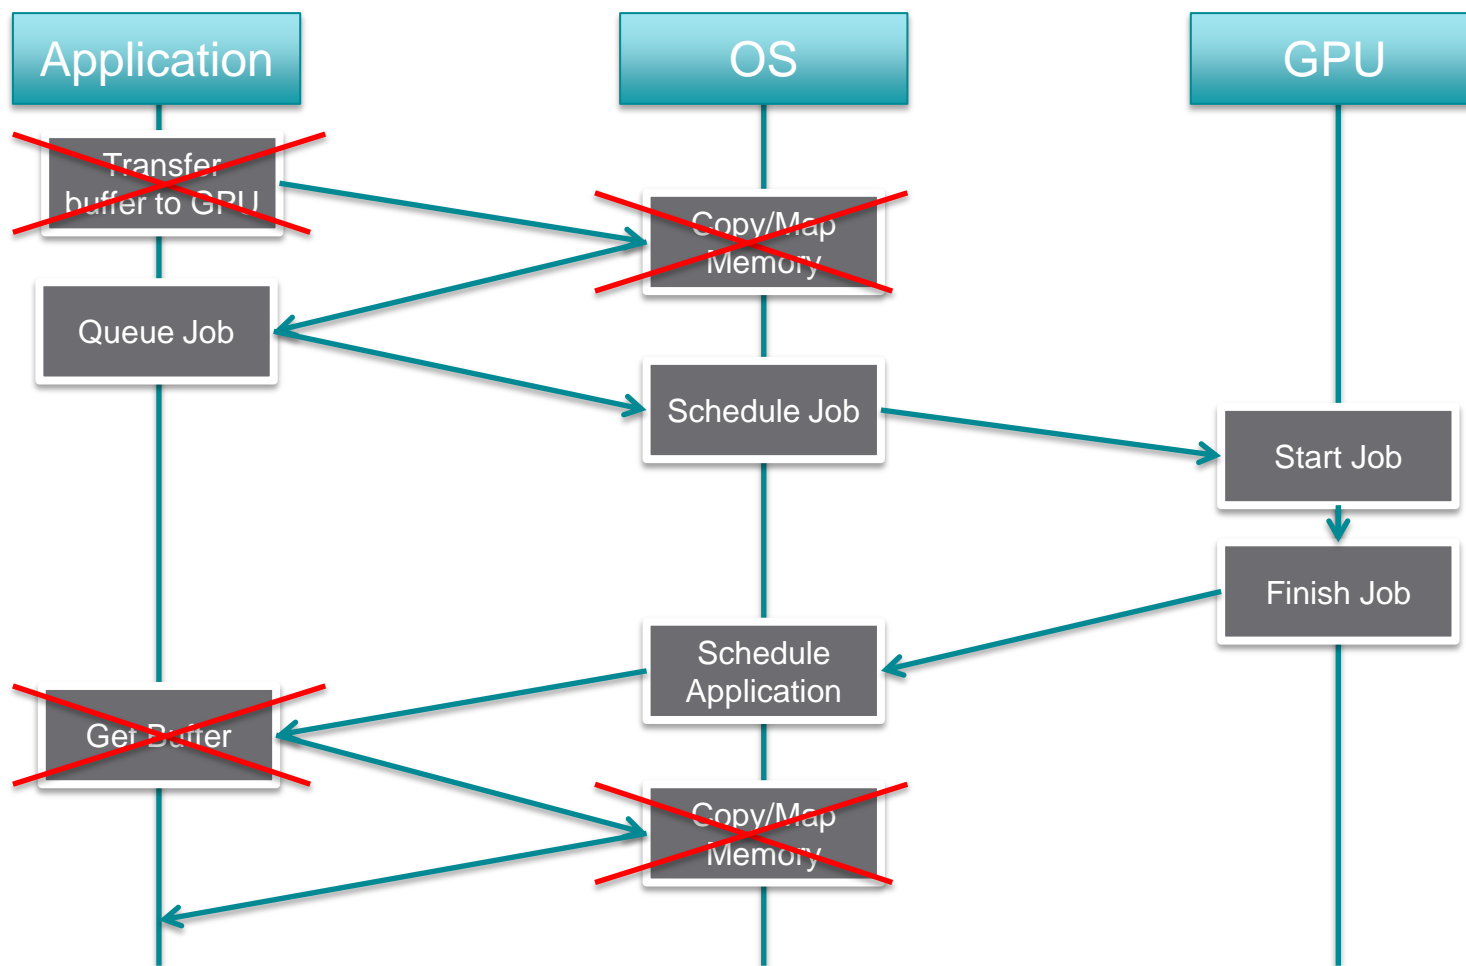 Application
OS
GPU
Transfer
buffer to GPU
Copy/Map
Memory
Queue Job
Schedule Job
Start Job
Finish Job
Schedule
Application
Get Buffer
Copy/Map
Memory